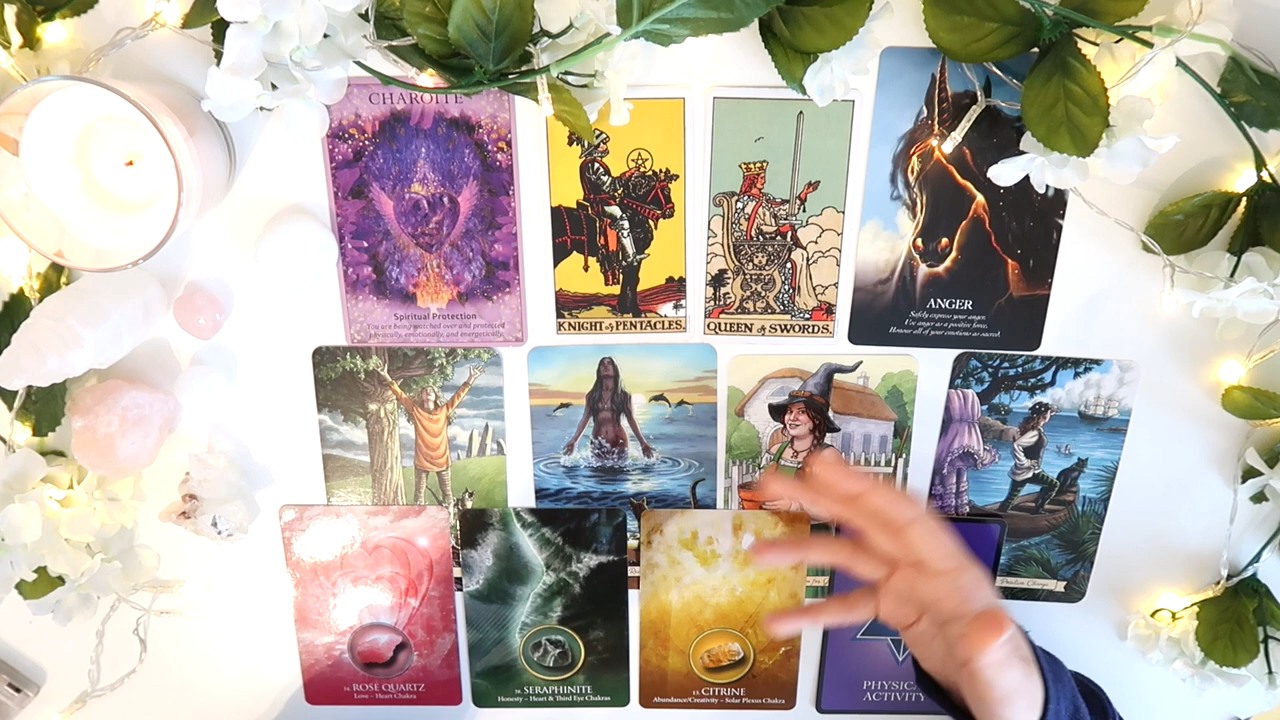 CHAROITE
Spiritual Protection
You are being watched over and protected
physically, emotionally, and energetically.
KNIGHT of PENTACLES.
QUEEN of SWORDS.
ANGER
Safely express your anger.
Use anger as a positive force.
Honour all of your emotions as sacred.
Positive Change
ROSE QUARTZ
Love – Heart Chakra
SERAPHINITE
Honesty – Heart & Third Eye Chakras
13. CITRINE
Abundance/Creativity – Solar Plexus Chakra
ACTIVITY